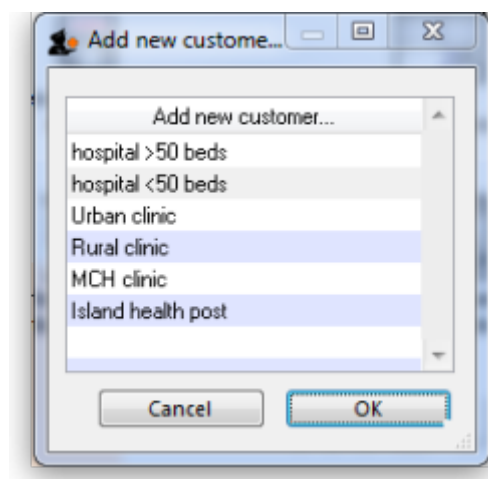 Add new custome...
Add new customer...
hospital >50 beds
hospital <50 beds
Urban clinic
Rural clinic
MCH clinic
Island health post
Cancel
OK